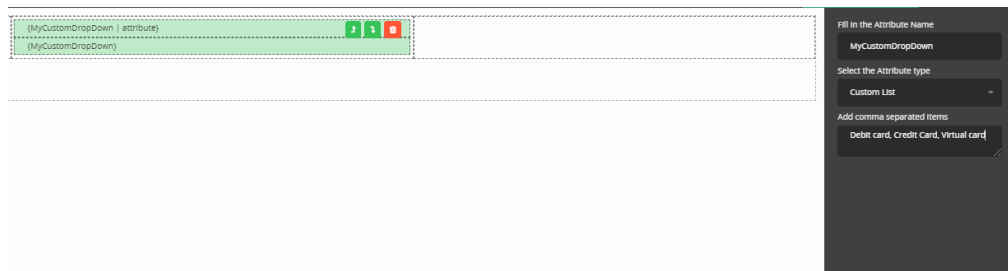 {MyCustomDropDown | attribute}
{MyCustomDropDown}
Fill in the Attribute Name
MyCustomDropDown
Select the Attribute type
Custom List
Add comma separated items
Debit card, Credit Card, Virtual card